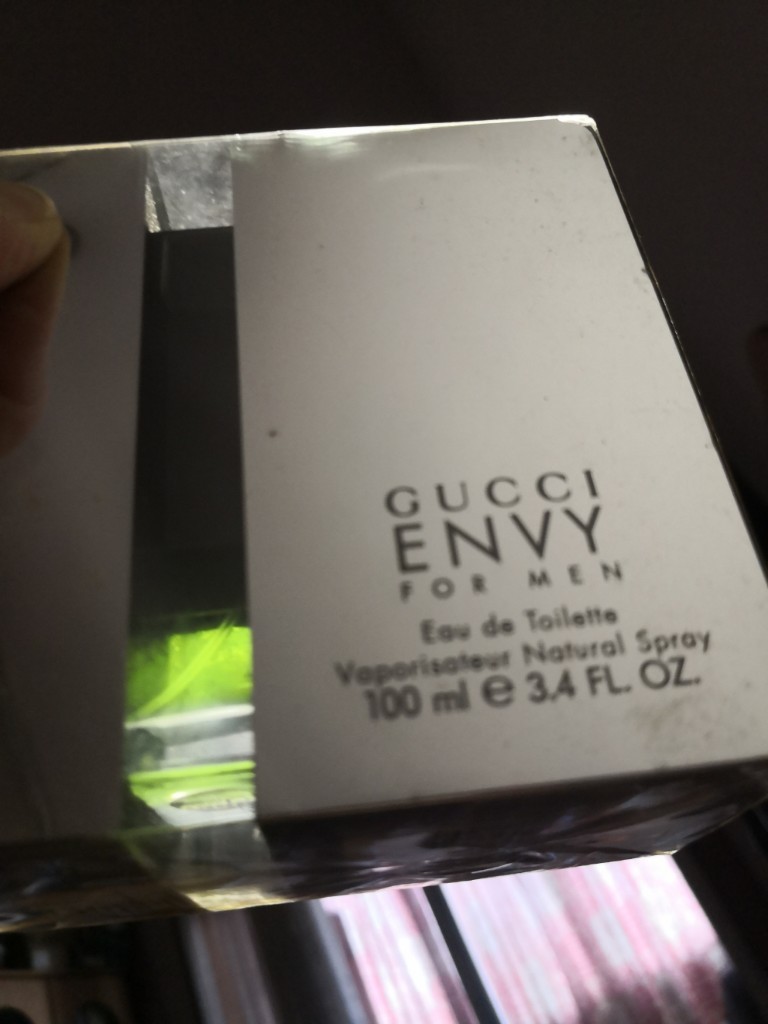 GUCCI
ENVY
FOR MEN
Eau de Toilette
Vaporisateur Natural Spray
100 ml e 3.4 FL. OZ.